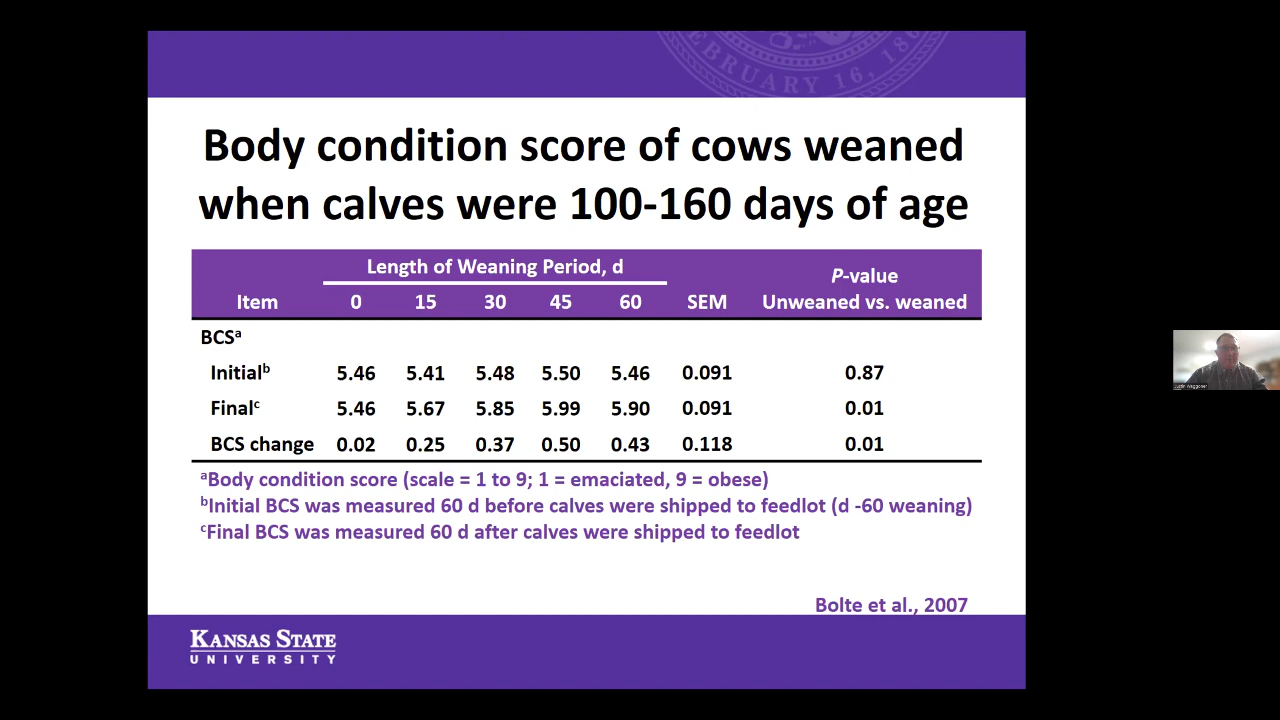 FEBRUARY 16, 186
Body condition score of cows weaned
when calves were 100-160 days of age
Length of Weaning Period, d
P-value
Item 0 15 30 45 60 SEM Unweaned vs. weaned
BCSᵃ
Initialᵇ 5.46 5.41 5.48 5.50 5.46 0.091 0.87
Finalᶜ 5.46 5.67 5.85 5.99 5.90 0.091 0.01
BCS change 0.02 0.25 0.37 0.50 0.43 0.118 0.01
ᵃBody condition score (scale = 1 to 9; 1 = emaciated, 9 = obese)
ᵇInitial BCS was measured 60 d before calves were shipped to feedlot (d -60 weaning)
ᶜFinal BCS was measured 60 d after calves were shipped to feedlot
Bolte et al., 2007
KANSAS STATE
UNIVERSITY
Justin Waggoner